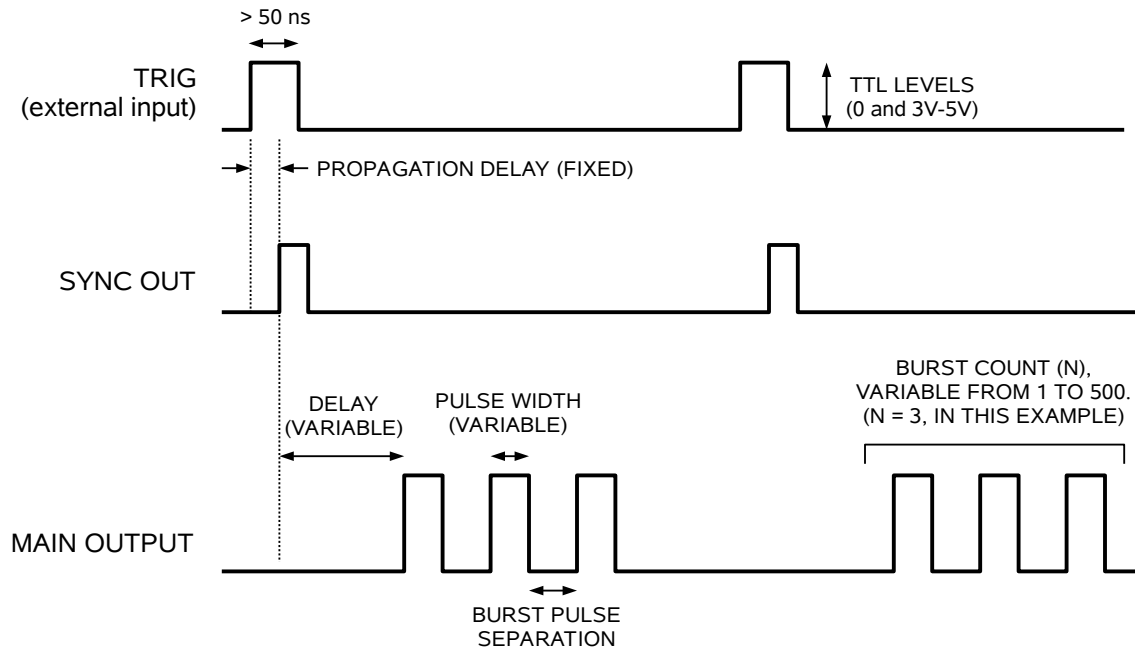 > 50 ns
TRIG
(external input)
TTL LEVELS
(0 and 3V-5V)
PROPAGATION DELAY (FIXED)
SYNC OUT
BURST COUNT (N),
VARIABLE FROM 1 TO 500.
(N = 3, IN THIS EXAMPLE)
DELAY
(VARIABLE)
PULSE WIDTH
(VARIABLE)
MAIN OUTPUT
BURST PULSE
SEPARATION